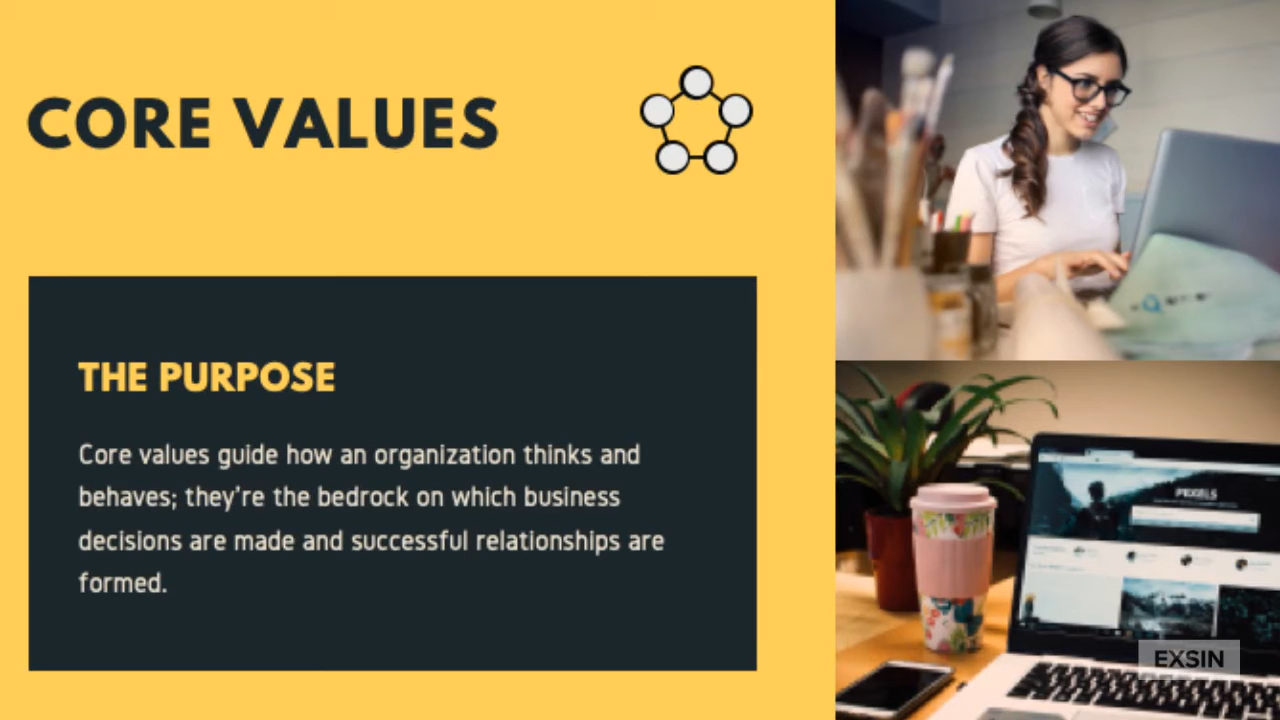 CORE VALUES
THE PURPOSE
Core values guide how an organization thinks and
behaves; they're the bedrock on which business
decisions are made and successful relationships are
formed.
PEXELS
EXSIN